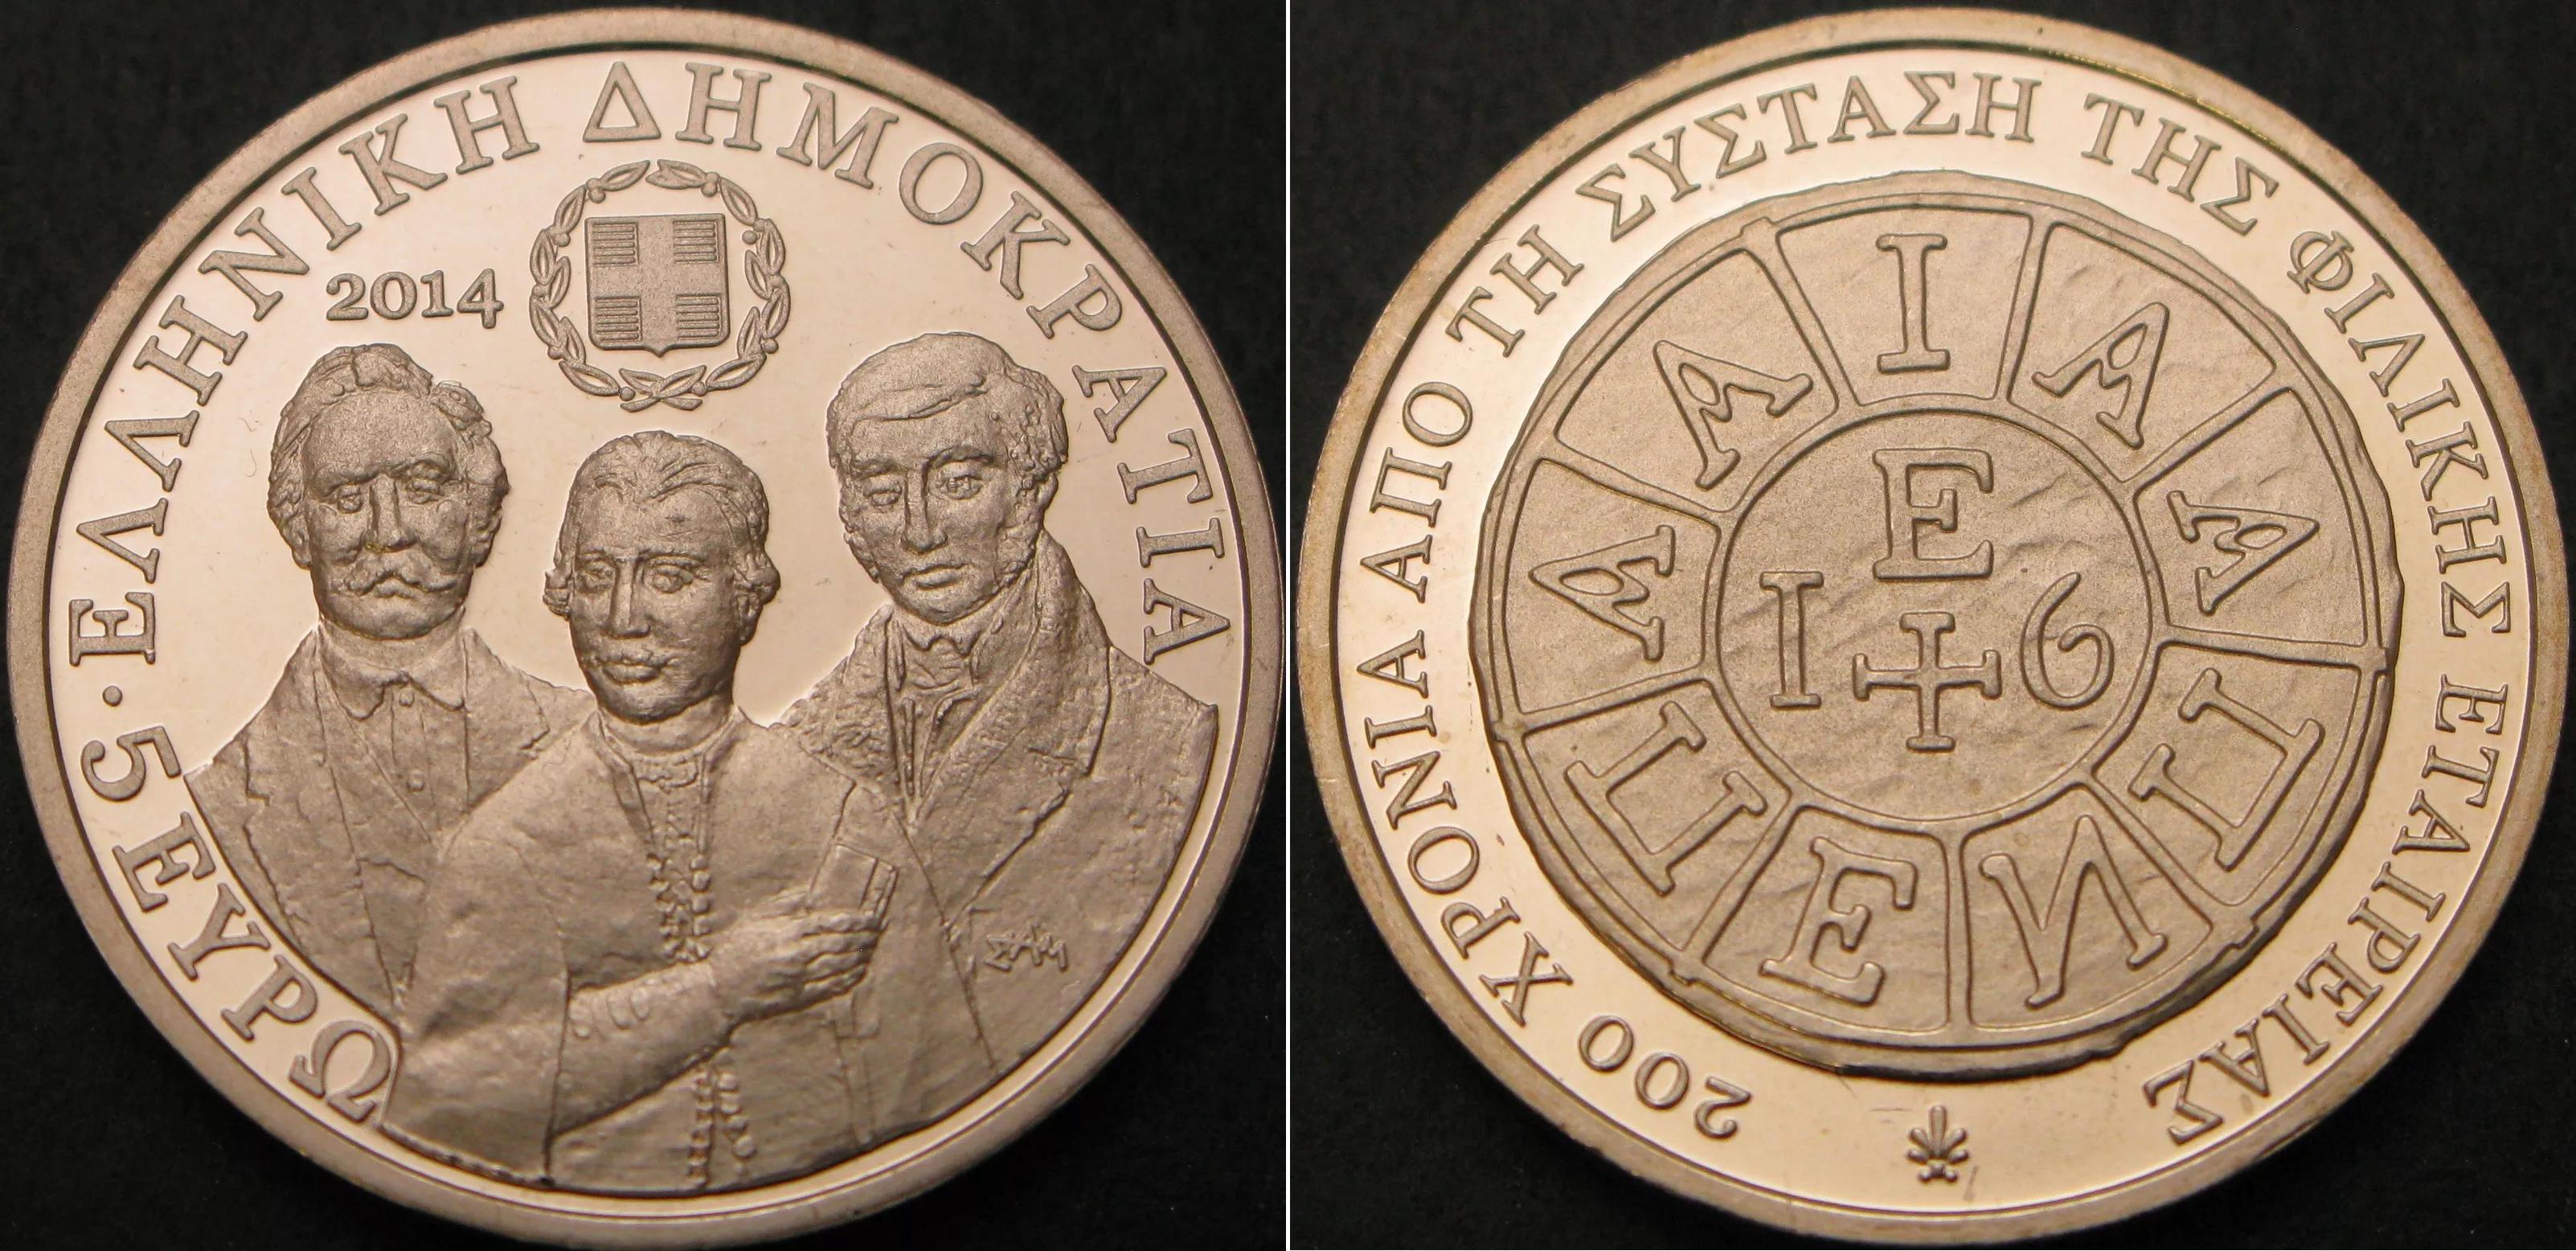 5 ΕΥΡΩ · ΕΛΛΗΝΙΚΗ ΔΗΜΟΚΡΑΤΙΑ
2014
200 ΧΡΟΝΙΑ ΑΠΟ ΤΗ ΣΥΣΤΑΣΗ ΤΗΣ ΦΙΛΙΚΗΣ ΕΤΑΙΡΕΙΑΣ
Ι Α Α Π Ν Ε Π Α Α
Ε
Ι 6